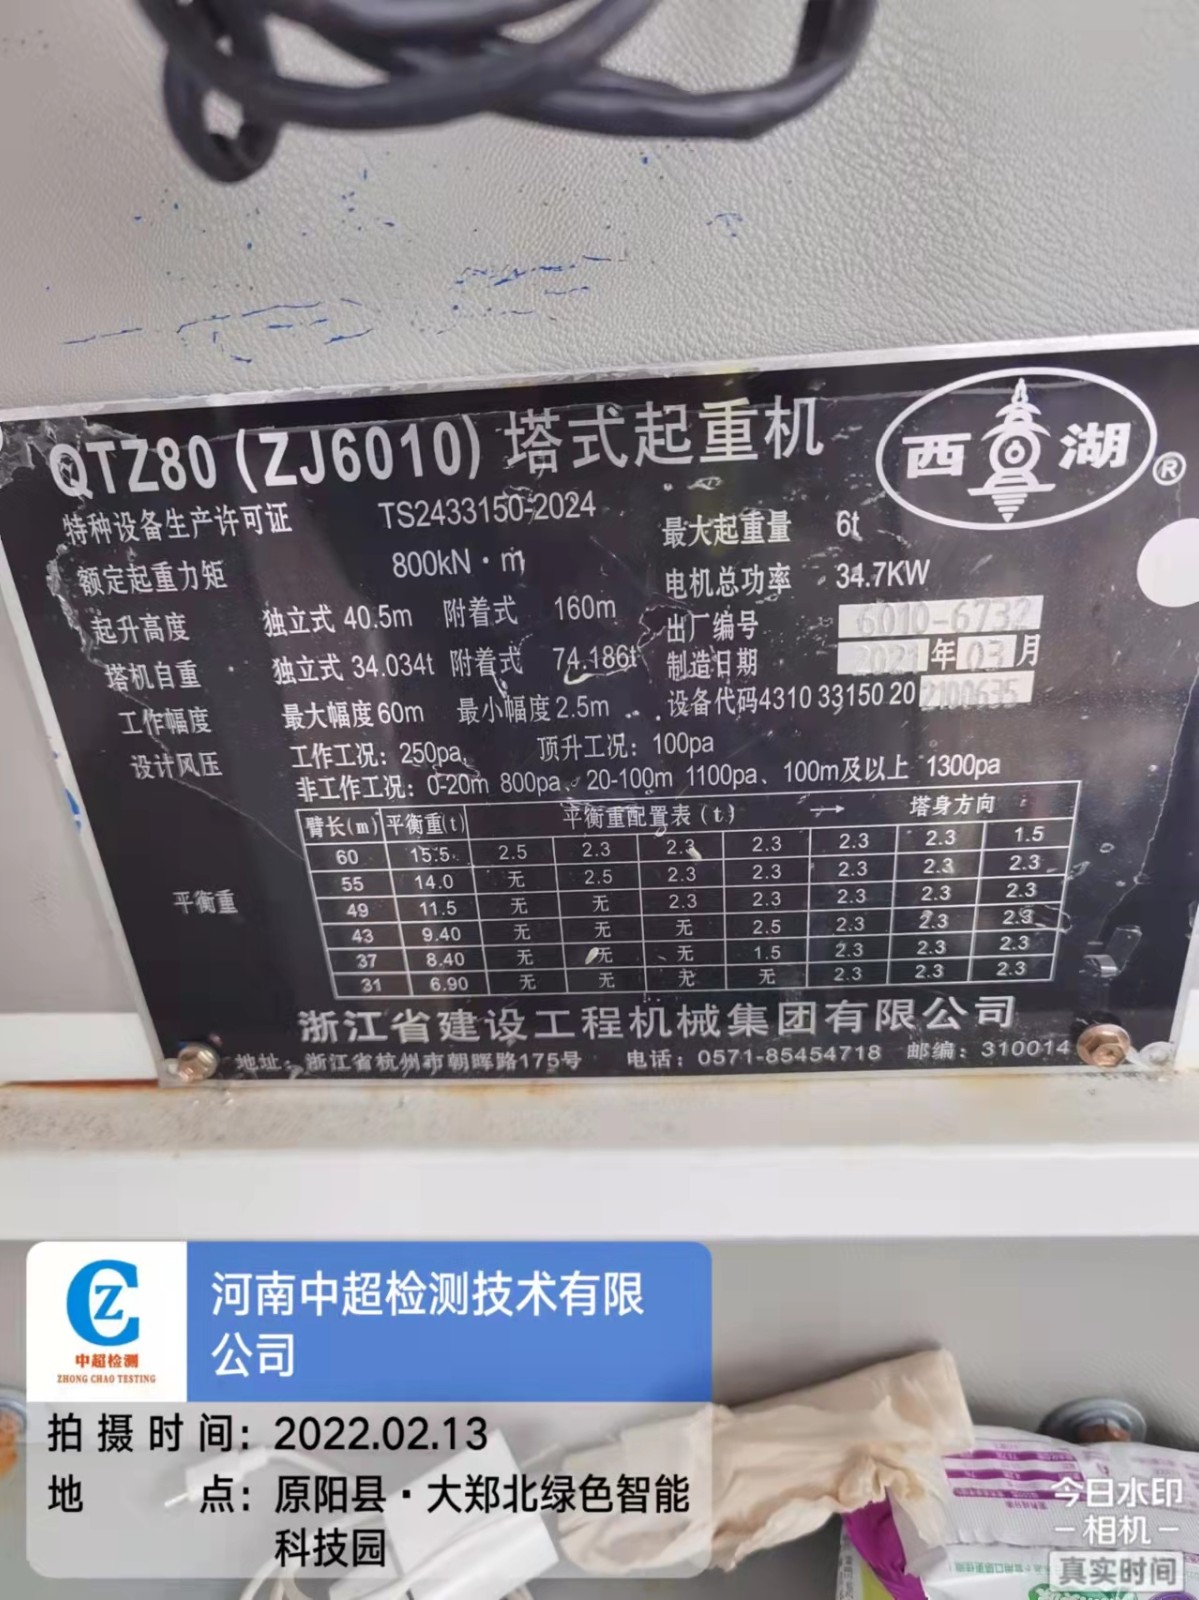 西湖®
QTZ80(ZJ6010)塔式起重机
特种设备生产许可证 TS2433150-2024 最大起重量 6t
额定起重力矩 800kN·m 电机总功率 34.7KW
起升高度 独立式 40.5m 附着式 160m 出厂编号 6010-6732
塔机自重 独立式 34.034t 附着式 74.186t 制造日期 2021年03月
工作幅度 最大幅度60m 最小幅度2.5m 设备代码4310 33150 20 2100635
设计风压 工作工况：250pa、 顶升工况：100pa
非工作工况：0-20m 800pa、20-100m 1100pa、100m及以上 1300pa
臂长(m) 平衡重(t) 平衡重配置表(t) → 塔身方向
60 15.5 2.5 2.3 2.3 2.3 2.3 2.3 1.5
55 14.0 无 2.5 2.3 2.3 2.3 2.3 2.3
平衡重 49 11.5 无 无 2.3 2.3 2.3 2.3 2.3
43 9.40 无 无 无 2.5 2.3 2.3 2.3
37 8.40 无 无 无 1.5 2.3 2.3 2.3
31 6.90 无 无 无 无 2.3 2.3 2.3
浙江省建设工程机械集团有限公司
地址：浙江省杭州市朝晖路175号 电话：0571-85454718 邮编：310014
CZ
中超检测
ZHONG CHAO TESTING
河南中超检测技术有限
公司
拍摄时间：2022.02.13
地点：原阳县·大郑北绿色智能
科技园
今日水印
-相机-
真实时间